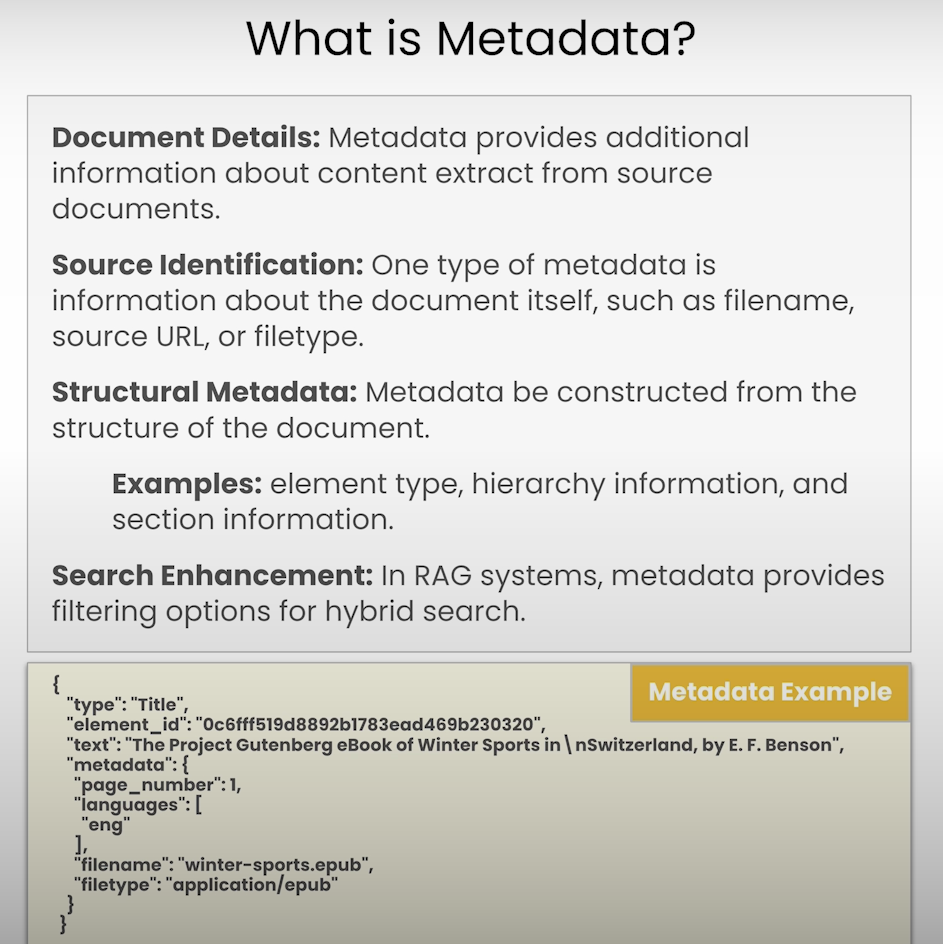 What is Metadata?
Document Details: Metadata provides additional
information about content extract from source
documents.
Source Identification: One type of metadata is
information about the document itself, such as filename,
source URL, or filetype.
Structural Metadata: Metadata be constructed from the
structure of the document.
Examples: element type, hierarchy information, and
section information.
Search Enhancement: In RAG systems, metadata provides
filtering options for hybrid search.
Metadata Example
{
"type": "Title",
"element_id": "0c6fff519d8892b1783ead469b230320",
"text": "The Project Gutenberg eBook of Winter Sports in\nSwitzerland, by E. F. Benson",
"metadata": {
"page_number": 1,
"languages": [
"eng"
],
"filename": "winter-sports.epub",
"filetype": "application/epub"
}
}